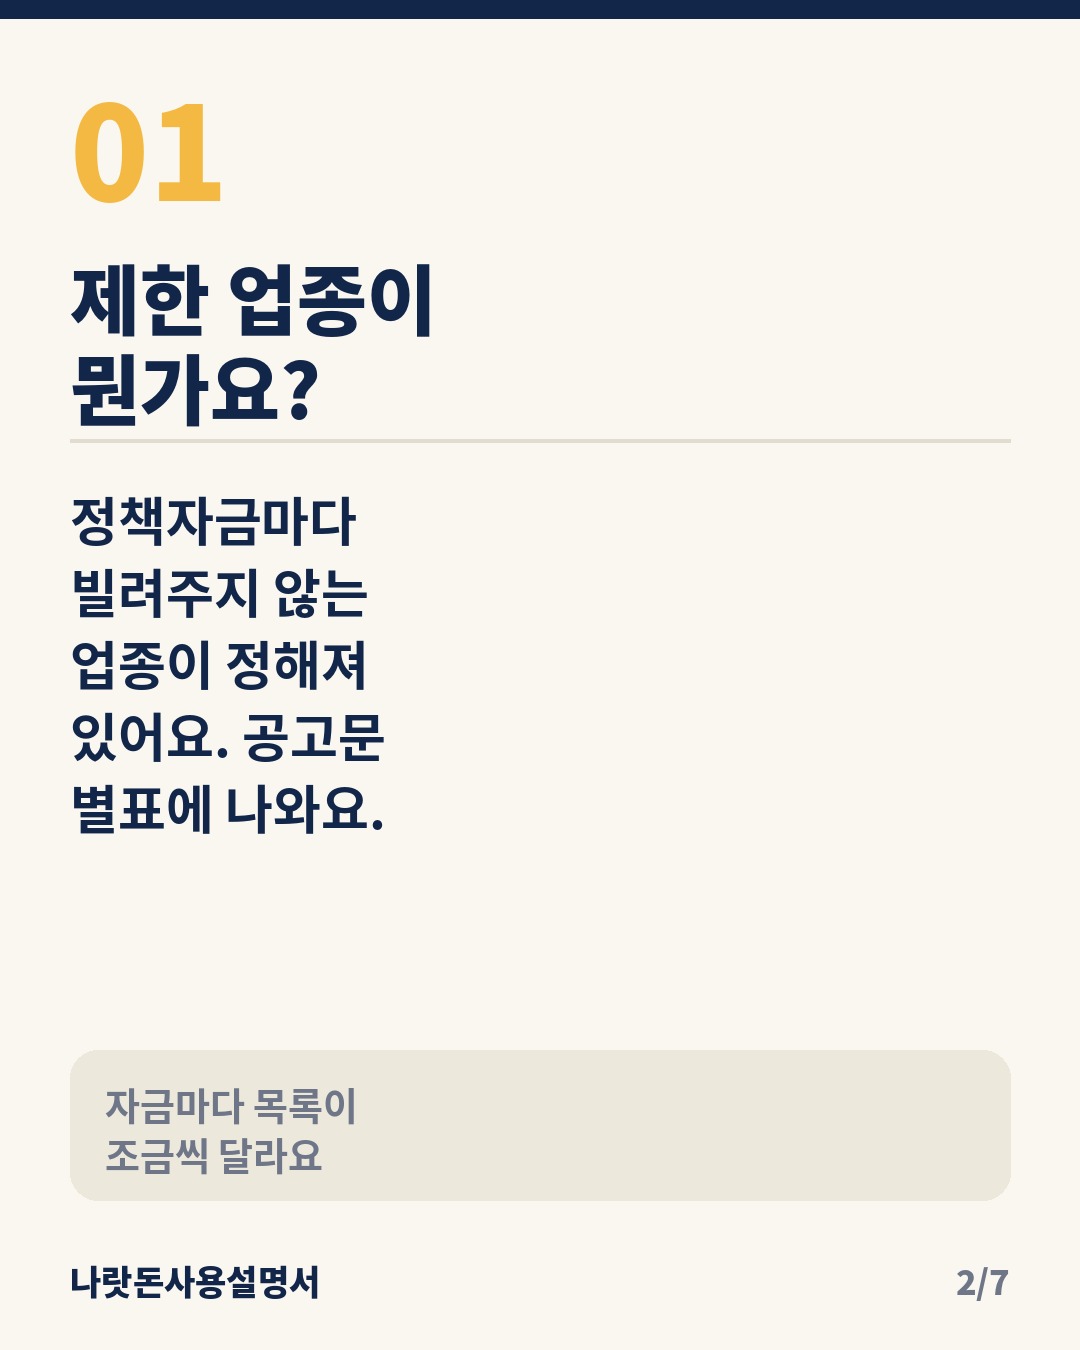 01
제한 업종이
뭔가요?
정책자금마다
빌려주지 않는
업종이 정해져
있어요. 공고문
별표에 나와요.
자금마다 목록이
조금씩 달라요
나랏돈사용설명서
2/7